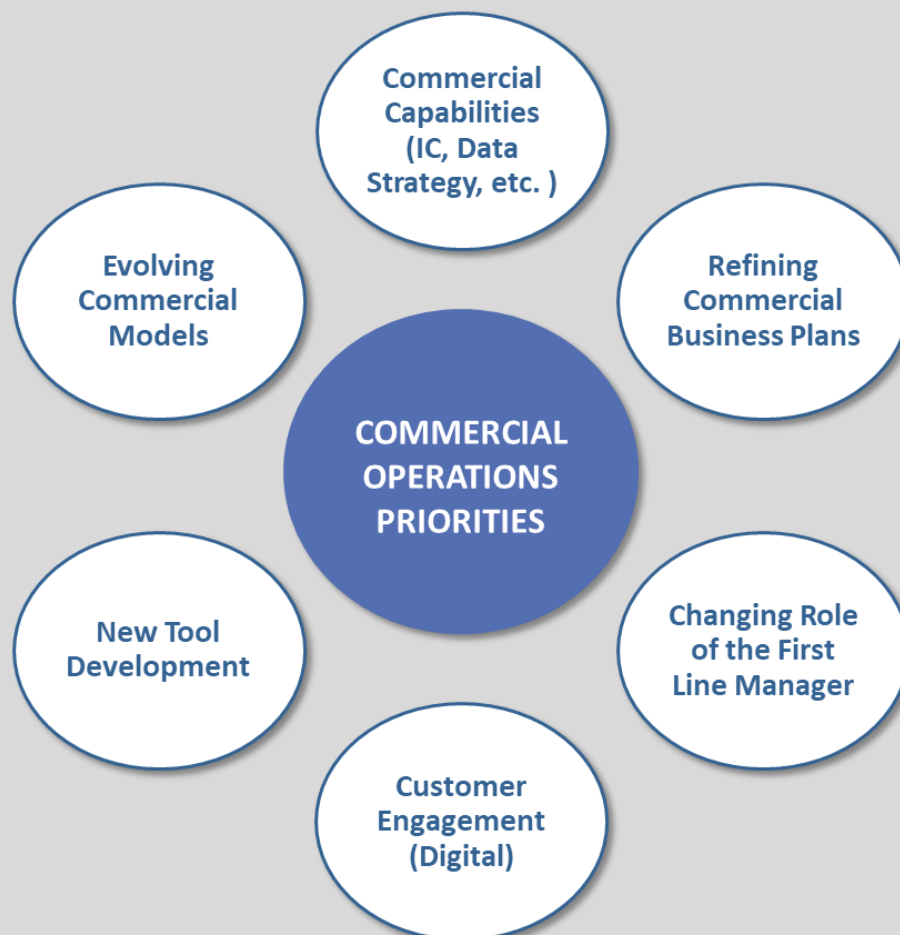 Commercial
Capabilities
(IC, Data
Strategy, etc. )
Evolving
Commercial
Models
Refining
Commercial
Business Plans
COMMERCIAL
OPERATIONS
PRIORITIES
New Tool
Development
Changing Role
of the First
Line Manager
Customer
Engagement
(Digital)